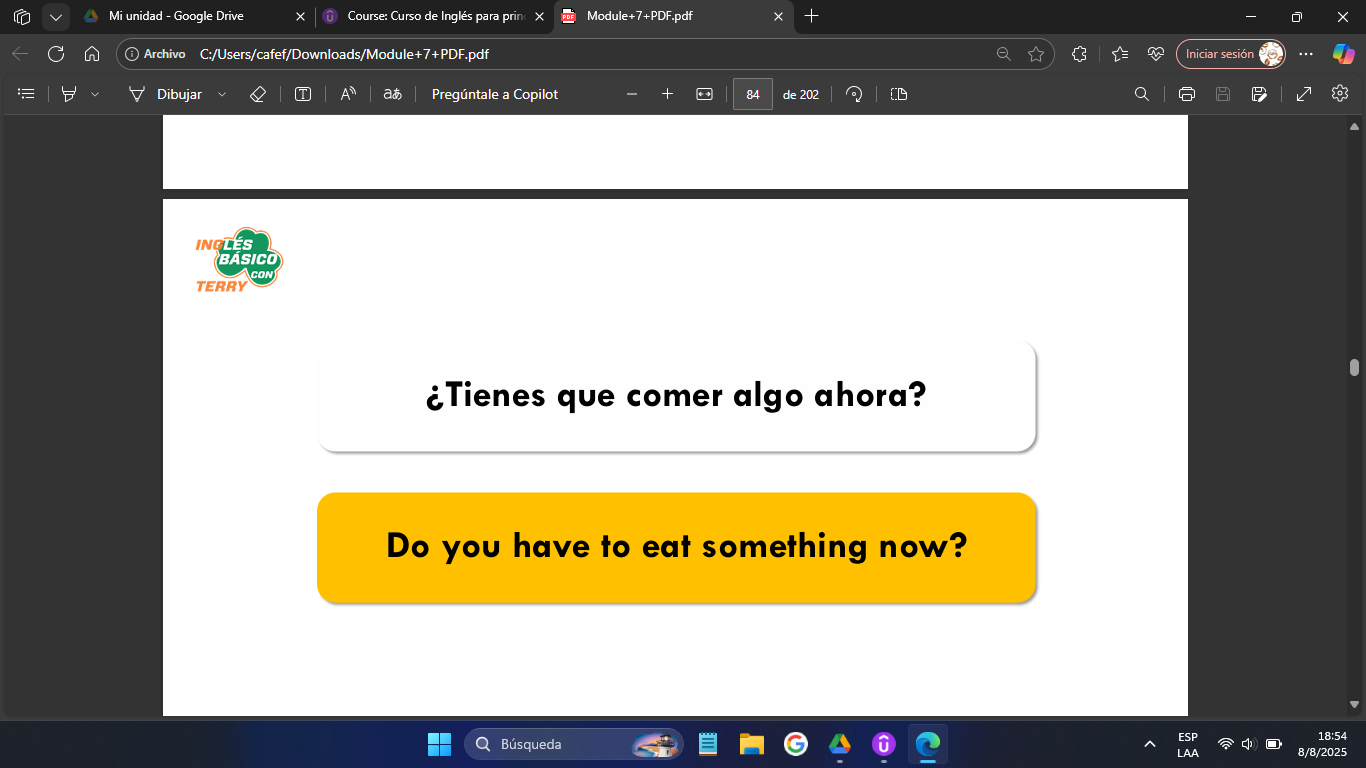 Mi unidad - Google Drive
Course: Curso de Inglés para prin
Module+7+PDF.pdf
Archivo
C:/Users/cafef/Downloads/Module+7+PDF.pdf
Iniciar sesión
Dibujar
Pregúntale a Copilot
84 de 202
INGLÉS
BÁSICO
CON
TERRY
¿Tienes que comer algo ahora?
Do you have to eat something now?
Búsqueda
ESP
LAA
18:54
8/8/2025